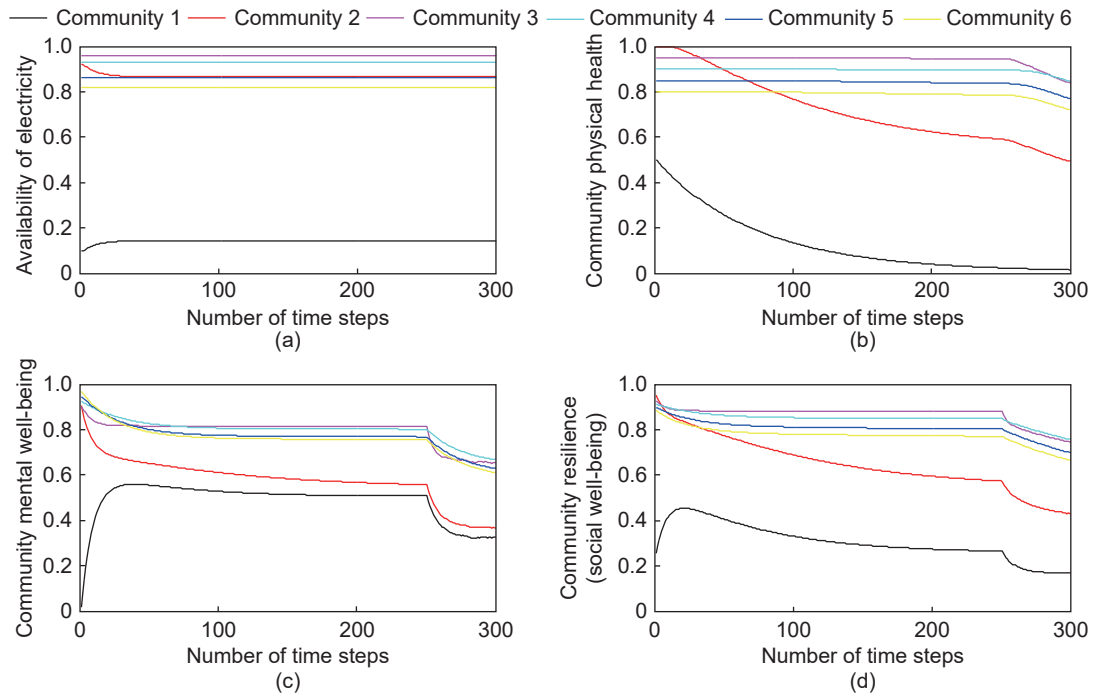 Community 1 Community 2 Community 3 Community 4 Community 5 Community 6
Availability of electricity
1.0
0.8
0.6
0.4
0.2
0
0 100 200 300
Number of time steps
(a)
Community physical health
1.0
0.8
0.6
0.4
0.2
0
0 100 200 300
Number of time steps
(b)
Community mental well-being
1.0
0.8
0.6
0.4
0.2
0
0 100 200 300
Number of time steps
(c)
Community resilience
(social well-being)
1.0
0.8
0.6
0.4
0.2
0
0 100 200 300
Number of time steps
(d)